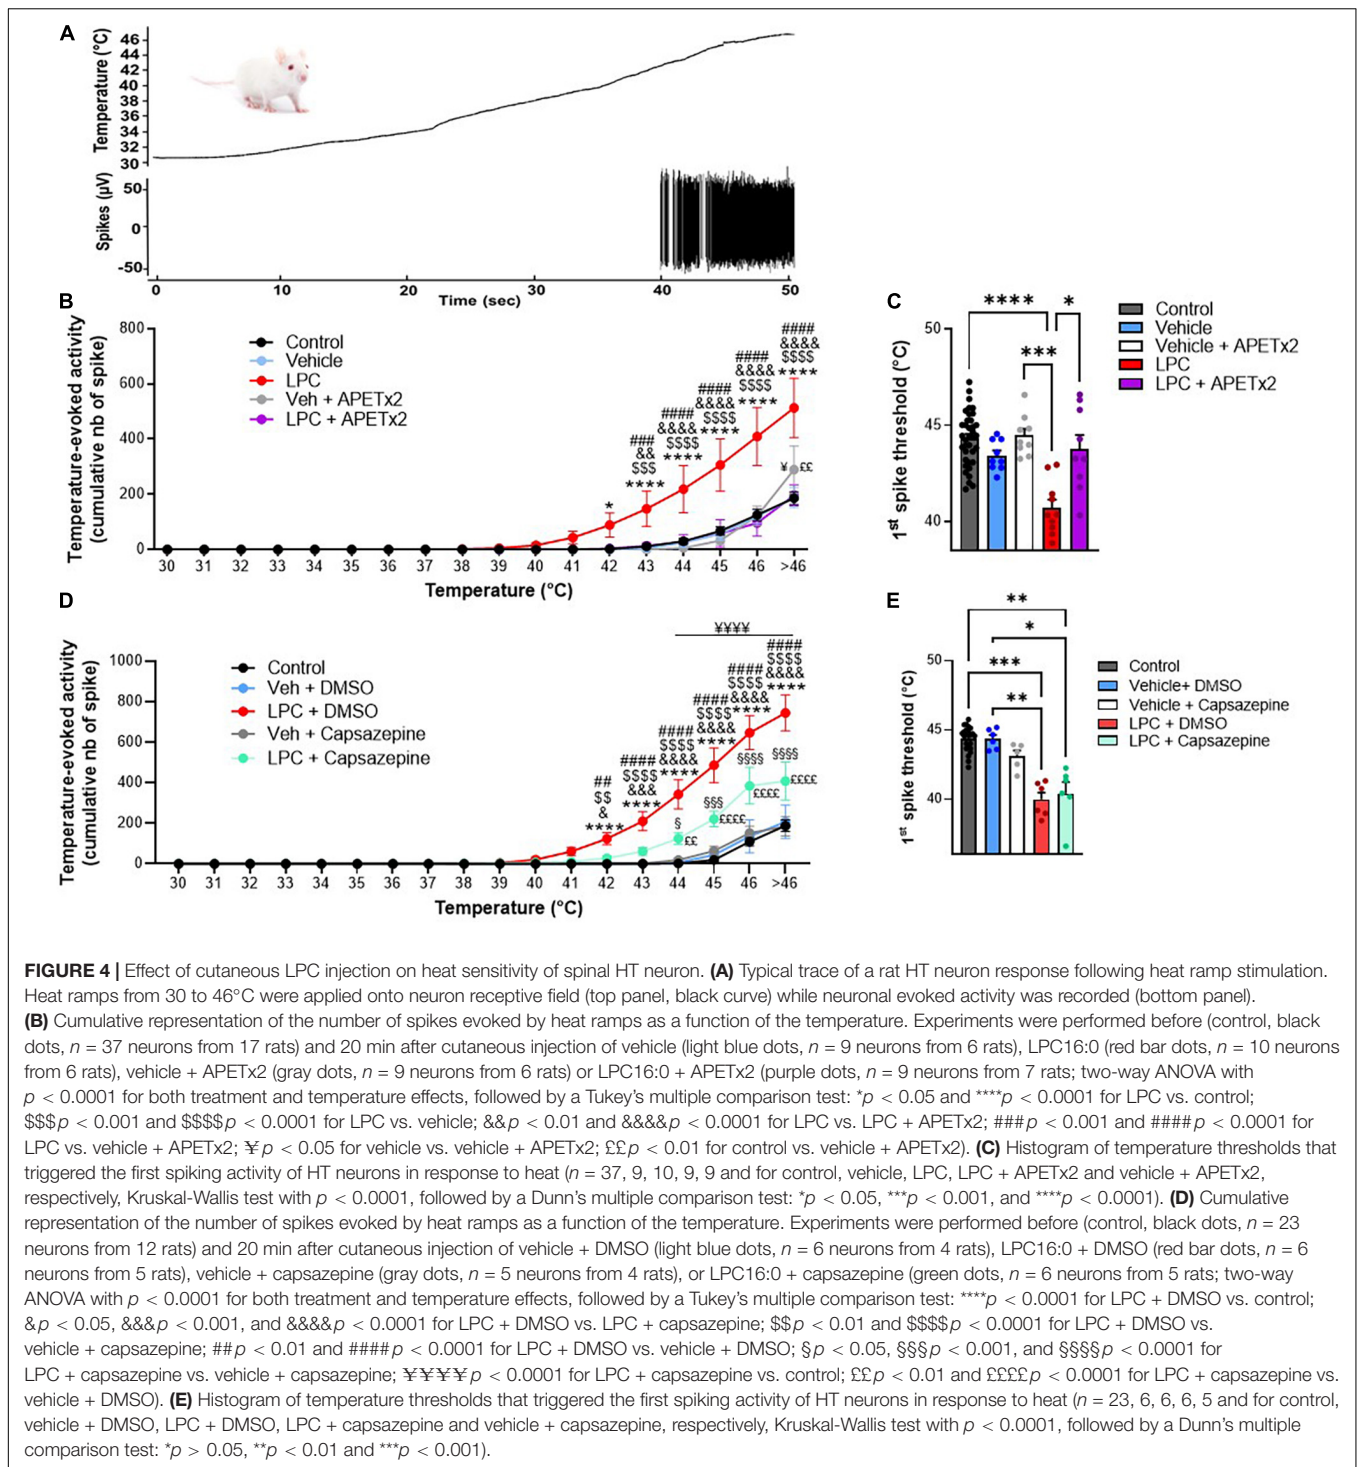 A
Temperature (°C)
46
44
42
40
38
36
34
32
30
Spikes (µV)
50
0
-50
0 10 20 30 40 50
Time (sec)
B
Temperature-evoked activity
(cumulative nb of spike)
800
600
400
200
0
Control
Vehicle
LPC
Veh + APETx2
LPC + APETx2
*
###
&&
$$$
****
####
&&&&
$$$$
****
####
&&&&
$$$$
****
####
&&&&
$$$$
****
####
&&&&
$$$$
****
¥ ££
30 31 32 33 34 35 36 37 38 39 40 41 42 43 44 45 46 >46
Temperature (°C)
C
1st spike threshold (°C)
50
45
40
**** *
***
Control
Vehicle
Vehicle + APETx2
LPC
LPC + APETx2
D
Temperature-evoked activity
(cumulative nb of spike)
1000
800
600
400
200
0
Control
Veh + DMSO
LPC + DMSO
Veh + Capsazepine
LPC + Capsazepine
¥¥¥¥
##
$$
&
****
####
$$$$
&&&
****
####
$$$$
&&&&
****
####
$$$$
&&&&
****
####
$$$$
&&&&
****
####
$$$$
&&&&
****
§
££
§§§
££££
§§§§
££££
§§§§
££££
30 31 32 33 34 35 36 37 38 39 40 41 42 43 44 45 46 >46
Temperature (°C)
E
1st spike threshold (°C)
50
45
40
**
*
***
**
Control
Vehicle+ DMSO
Vehicle + Capsazepine
LPC + DMSO
LPC + Capsazepine
FIGURE 4 | Effect of cutaneous LPC injection on heat sensitivity of spinal HT neuron. (A) Typical trace of a rat HT neuron response following heat ramp stimulation.
Heat ramps from 30 to 46°C were applied onto neuron receptive field (top panel, black curve) while neuronal evoked activity was recorded (bottom panel).
(B) Cumulative representation of the number of spikes evoked by heat ramps as a function of the temperature. Experiments were performed before (control, black
dots, n = 37 neurons from 17 rats) and 20 min after cutaneous injection of vehicle (light blue dots, n = 9 neurons from 6 rats), LPC16:0 (red bar dots, n = 10 neurons
from 6 rats), vehicle + APETx2 (gray dots, n = 9 neurons from 6 rats) or LPC16:0 + APETx2 (purple dots, n = 9 neurons from 7 rats; two-way ANOVA with
p < 0.0001 for both treatment and temperature effects, followed by a Tukey's multiple comparison test: *p < 0.05 and ****p < 0.0001 for LPC vs. control;
$$$p < 0.001 and $$$$p < 0.0001 for LPC vs. vehicle; &&p < 0.01 and &&&&p < 0.0001 for LPC vs. LPC + APETx2; ###p < 0.001 and ####p < 0.0001 for
LPC vs. vehicle + APETx2; ¥p < 0.05 for vehicle vs. vehicle + APETx2; ££p < 0.01 for control vs. vehicle + APETx2). (C) Histogram of temperature thresholds that
triggered the first spiking activity of HT neurons in response to heat (n = 37, 9, 10, 9, 9 and for control, vehicle, LPC, LPC + APETx2 and vehicle + APETx2,
respectively, Kruskal-Wallis test with p < 0.0001, followed by a Dunn's multiple comparison test: *p < 0.05, ***p < 0.001, and ****p < 0.0001). (D) Cumulative
representation of the number of spikes evoked by heat ramps as a function of the temperature. Experiments were performed before (control, black dots, n = 23
neurons from 12 rats) and 20 min after cutaneous injection of vehicle + DMSO (light blue dots, n = 6 neurons from 4 rats), LPC16:0 + DMSO (red bar dots, n = 6
neurons from 5 rats), vehicle + capsazepine (gray dots, n = 5 neurons from 4 rats), or LPC16:0 + capsazepine (green dots, n = 6 neurons from 5 rats; two-way
ANOVA with p < 0.0001 for both treatment and temperature effects, followed by a Tukey's multiple comparison test: ****p < 0.0001 for LPC + DMSO vs. control;
&p < 0.05, &&&p < 0.001, and &&&&p < 0.0001 for LPC + DMSO vs. LPC + capsazepine; $$p < 0.01 and $$$$p < 0.0001 for LPC + DMSO vs.
vehicle + capsazepine; ##p < 0.01 and ####p < 0.0001 for LPC + DMSO vs. vehicle + DMSO; §p < 0.05, §§§p < 0.001, and §§§§p < 0.0001 for
LPC + capsazepine vs. vehicle + capsazepine; ¥¥¥¥p < 0.0001 for LPC + capsazepine vs. control; ££p < 0.01 and ££££p < 0.0001 for LPC + capsazepine vs.
vehicle + DMSO). (E) Histogram of temperature thresholds that triggered the first spiking activity of HT neurons in response to heat (n = 23, 6, 6, 6, 5 and for control,
vehicle + DMSO, LPC + DMSO, LPC + capsazepine and vehicle + capsazepine, respectively, Kruskal-Wallis test with p < 0.0001, followed by a Dunn's multiple
comparison test: *p > 0.05, **p < 0.01 and ***p < 0.001).